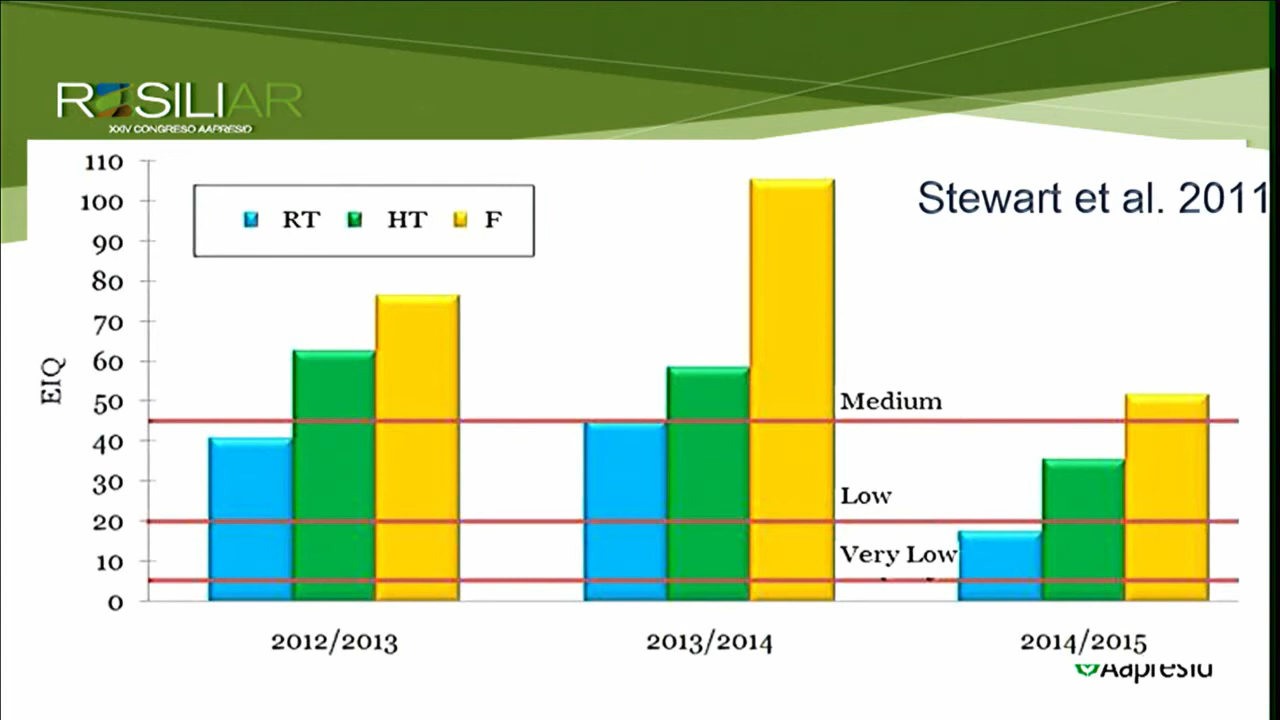 RESILIAR
XXIV CONGRESO AAPRESID
Stewart et al. 2011
RT HT F
EIQ
110
100
90
80
70
60
50
40
30
20
10
0
Medium
Low
Very Low
2012/2013 2013/2014 2014/2015
Aapresid